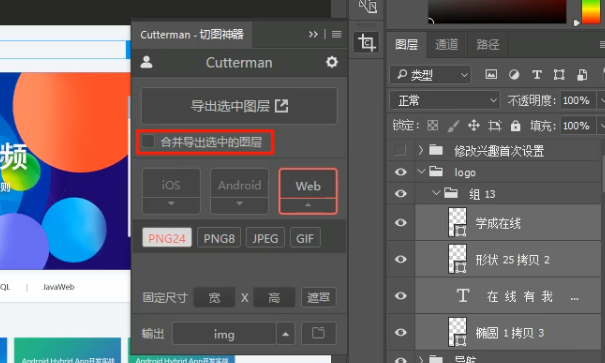 Cutterman - 切图神器
Cutterman
导出选中图层
合并导出选中的图层
iOS
Android
Web
PNG24
PNG8
JPEG
GIF
固定尺寸
宽
X
高
遮罩
输出
img
频
则
QL
JavaWeb
Android Hybrid App开发实战
Android Hybrid App开发实战
图层
通道
路径
类型
正常
不透明度: 100%
锁定:
填充: 100%
修改兴趣首次设置
logo
组 13
学成在线
形状 25 拷贝 2
T 在 线 有 我 ...
椭圆 1 拷贝 3
导航